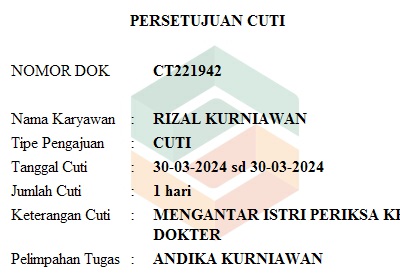 PERSETUJUAN CUTI
NOMOR DOK CT221942
Nama Karyawan : RIZAL KURNIAWAN
Tipe Pengajuan : CUTI
Tanggal Cuti : 30-03-2024 sd 30-03-2024
Jumlah Cuti : 1 hari
Keterangan Cuti : MENGANTAR ISTRI PERIKSA KE
DOKTER
Pelimpahan Tugas : ANDIKA KURNIAWAN